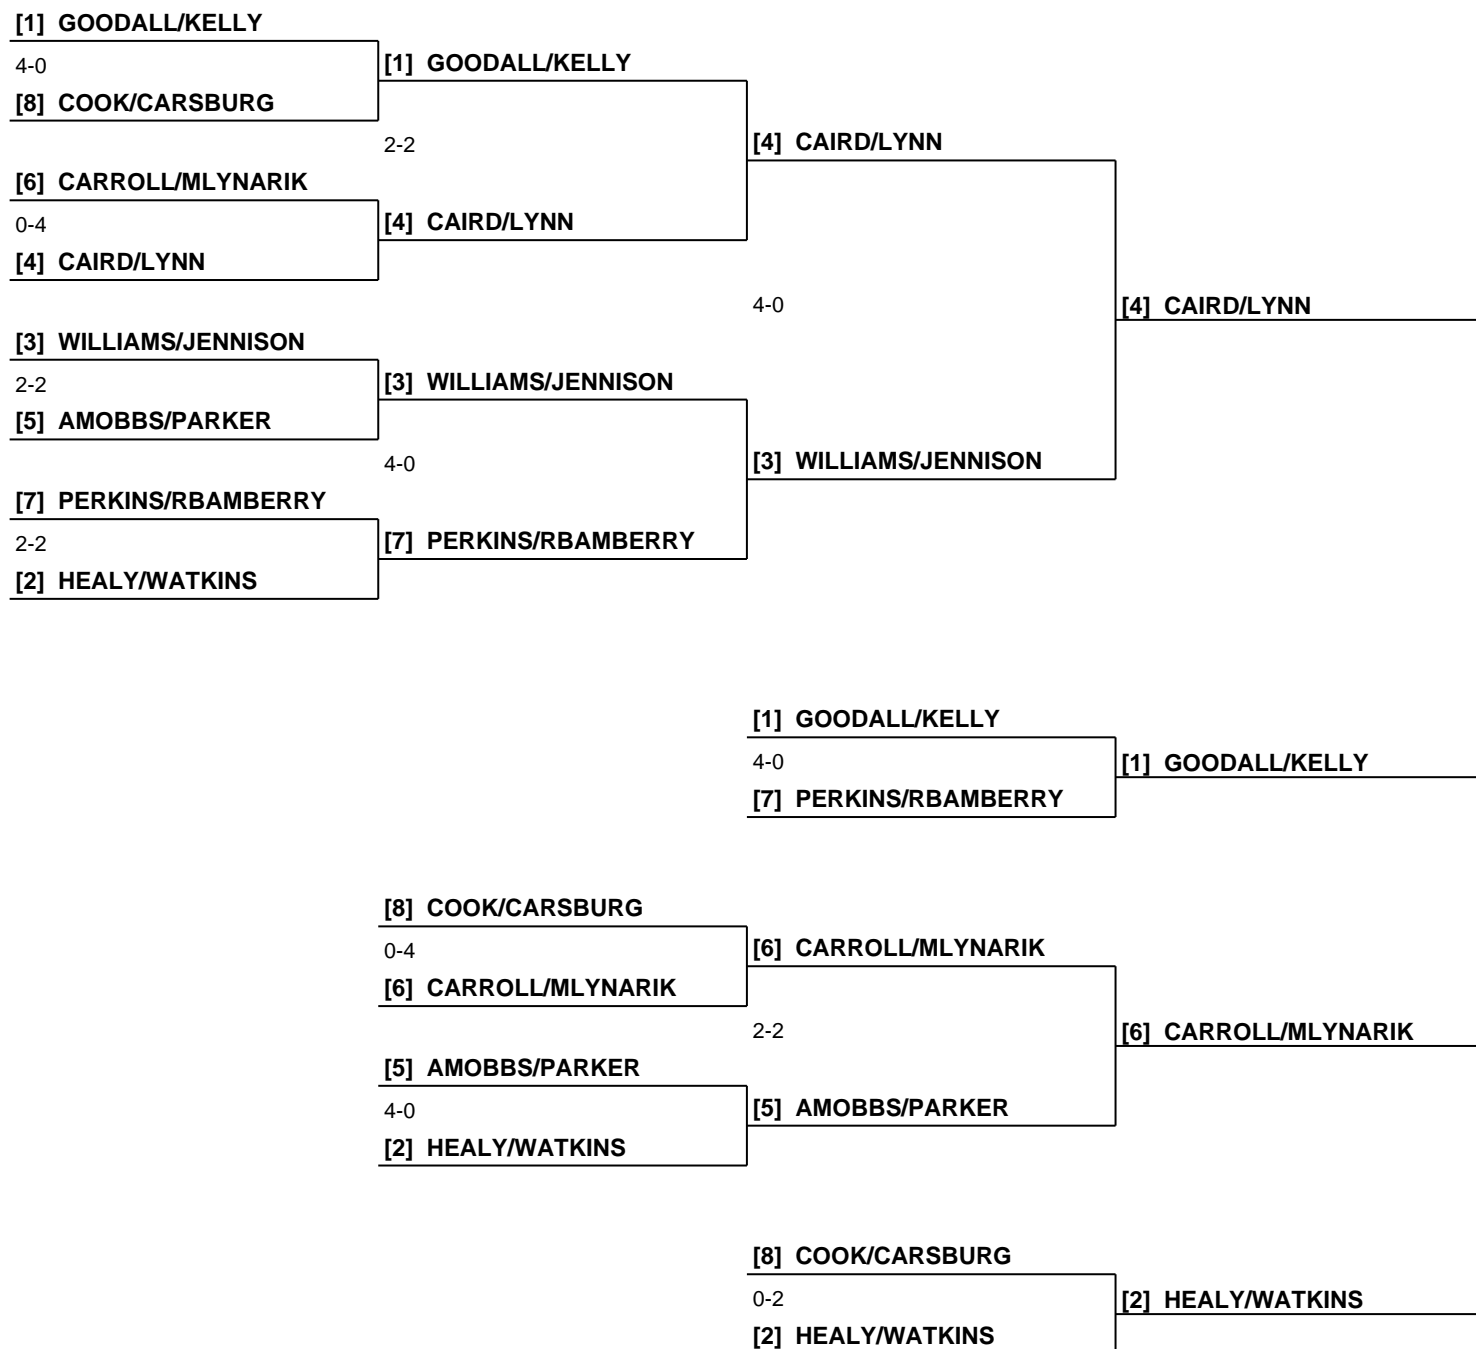 [1] GOODALL/KELLY
4-0
[8] COOK/CARSBURG
[6] CARROLL/MLYNARIK
0-4
[4] CAIRD/LYNN
[3] WILLIAMS/JENNISON
2-2
[5] AMOBBS/PARKER
[7] PERKINS/RBAMBERRY
2-2
[2] HEALY/WATKINS
[1] GOODALL/KELLY
2-2
[4] CAIRD/LYNN
[3] WILLIAMS/JENNISON
4-0
[7] PERKINS/RBAMBERRY
[4] CAIRD/LYNN
4-0
[3] WILLIAMS/JENNISON
[4] CAIRD/LYNN
[1] GOODALL/KELLY
4-0
[7] PERKINS/RBAMBERRY
[1] GOODALL/KELLY
[8] COOK/CARSBURG
0-4
[6] CARROLL/MLYNARIK
[5] AMOBBS/PARKER
4-0
[2] HEALY/WATKINS
[6] CARROLL/MLYNARIK
2-2
[5] AMOBBS/PARKER
[6] CARROLL/MLYNARIK
[8] COOK/CARSBURG
0-2
[2] HEALY/WATKINS
[2] HEALY/WATKINS